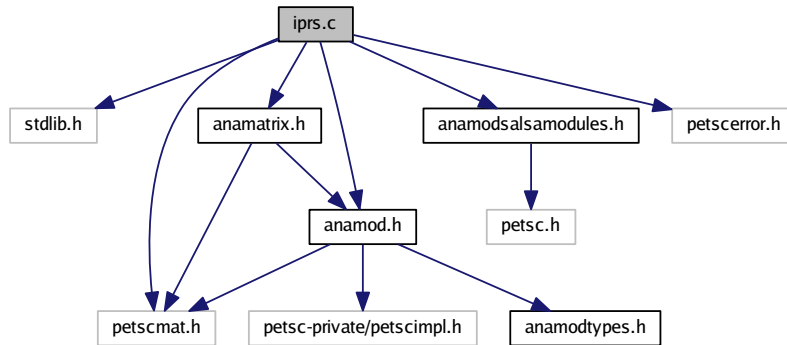 iprs.c
stdlib.h
anamatrix.h
anamodsalsamodules.h
petscerror.h
anamod.h
petsc.h
petscmat.h
petsc-private/petscimpl.h
anamodtypes.h